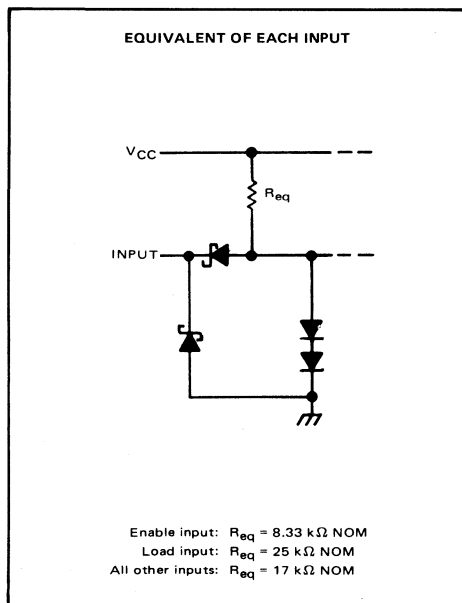 EQUIVALENT OF EACH INPUT
VCC
Req
INPUT
Enable input: Req = 8.33 kΩ NOM
Load input: Req = 25 kΩ NOM
All other inputs: Req = 17 kΩ NOM